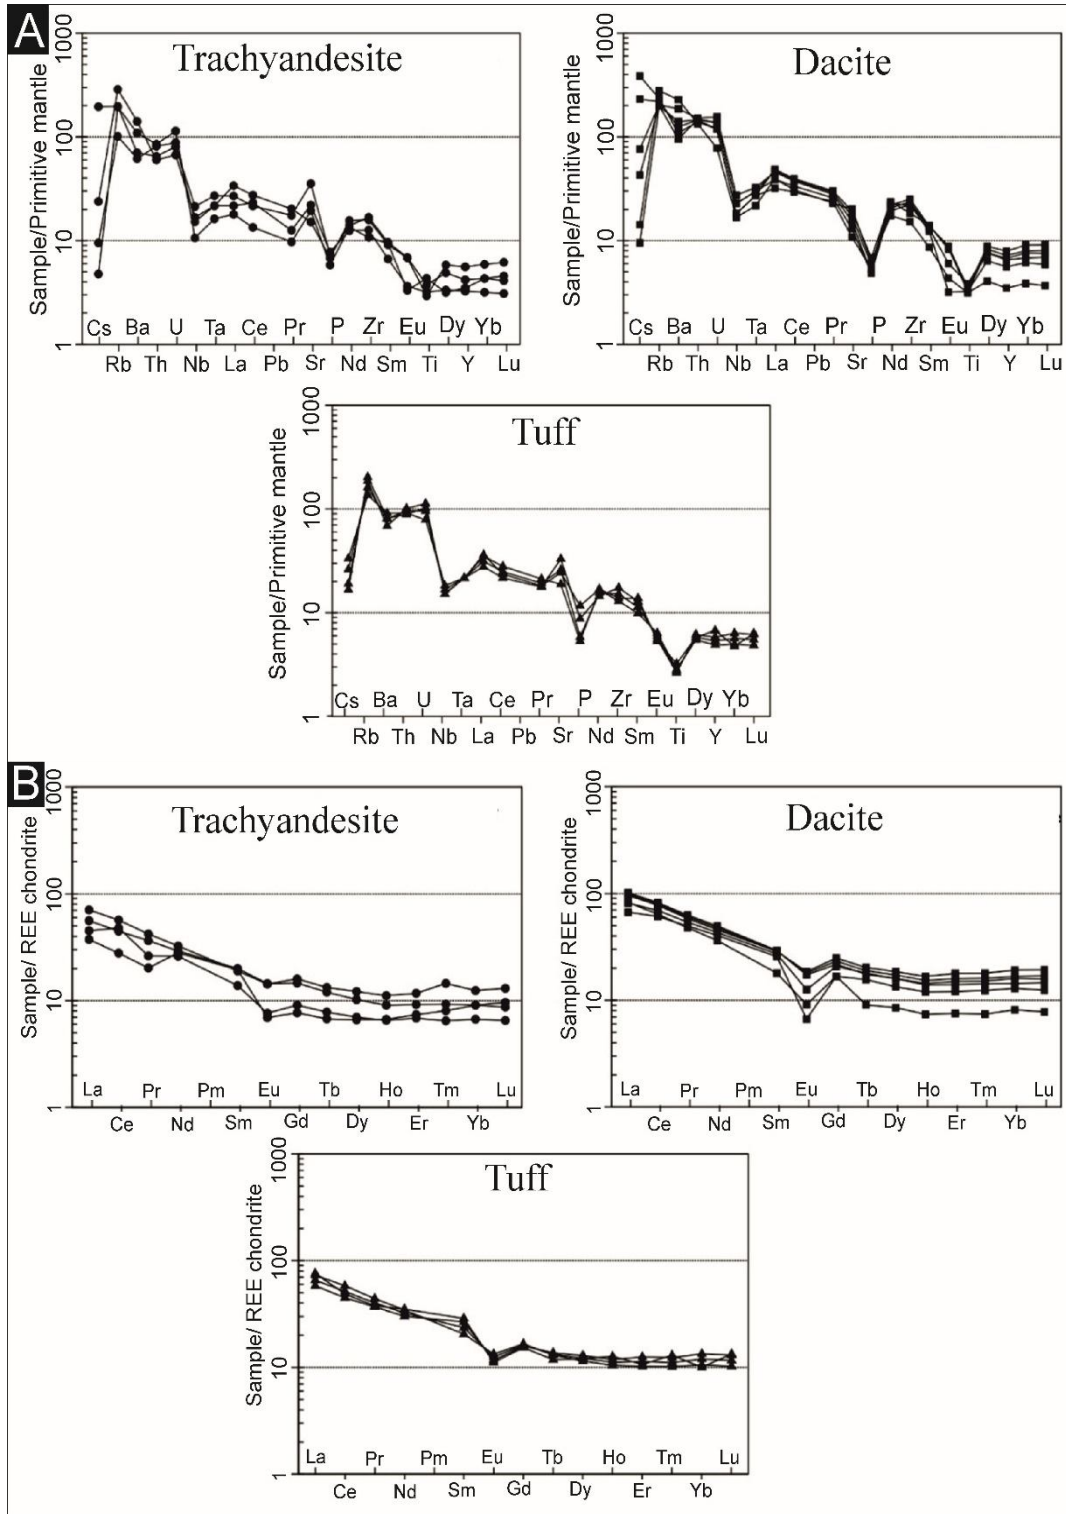 A
Trachyandesite
Sample/Primitive mantle
1000
100
10
1
Cs Ba U Ta Ce Pr P Zr Eu Dy Yb
Rb Th Nb La Pb Sr Nd Sm Ti Y Lu
Dacite
Sample/Primitive mantle
1000
100
10
1
Cs Ba U Ta Ce Pr P Zr Eu Dy Yb
Rb Th Nb La Pb Sr Nd Sm Ti Y Lu
Tuff
Sample/Primitive mantle
1000
100
10
1
Cs Ba U Ta Ce Pr P Zr Eu Dy Yb
Rb Th Nb La Pb Sr Nd Sm Ti Y Lu
B
Trachyandesite
Sample/ REE chondrite
1000
100
10
1
La Pr Pm Eu Tb Ho Tm Lu
Ce Nd Sm Gd Dy Er Yb
Dacite
Sample/ REE chondrite
1000
100
10
1
La Pr Pm Eu Tb Ho Tm Lu
Ce Nd Sm Gd Dy Er Yb
Tuff
Sample/ REE chondrite
1000
100
10
1
La Pr Pm Eu Tb Ho Tm Lu
Ce Nd Sm Gd Dy Er Yb